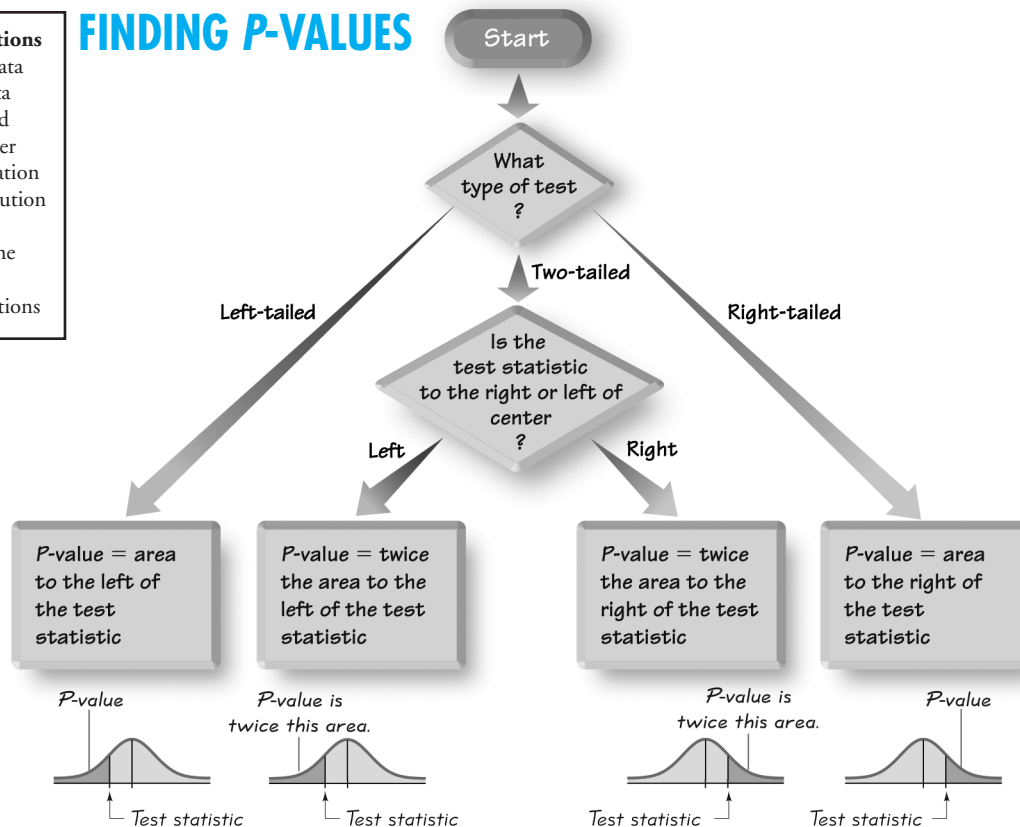 FINDING P-VALUES
Start
What
type of test
?
Left-tailed
Two-tailed
Right-tailed
Is the
test statistic
to the right or left of
center
?
Left
Right
P-value = area
to the left of
the test
statistic
P-value = twice
the area to the
left of the test
statistic
P-value = twice
the area to the
right of the test
statistic
P-value = area
to the right of
the test
statistic
P-value
P-value is
twice this area.
P-value is
twice this area.
P-value
Test statistic
Test statistic
Test statistic
Test statistic